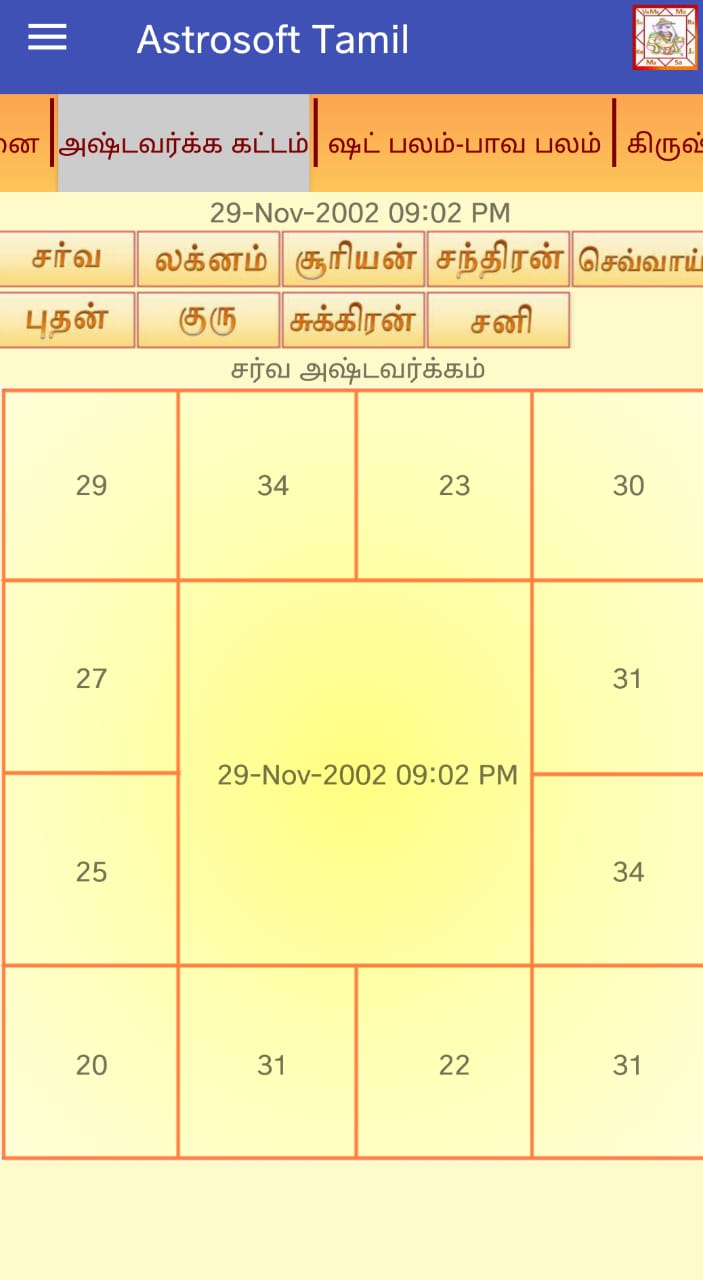 Astrosoft Tamil
னை அஷ்டவர்க்க கட்டம் ஷட் பலம்-பாவ பலம் கிருஷ்
29-Nov-2002 09:02 PM
சர்வ லக்னம் சூரியன் சந்திரன் செவ்வாய்
புதன் குரு சுக்கிரன் சனி
சர்வ அஷ்டவர்க்கம்
29 34 23 30
27 31
29-Nov-2002 09:02 PM
25 34
20 31 22 31